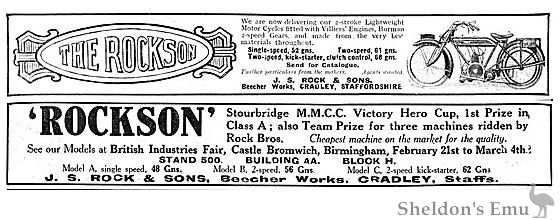 THE ROCKSON
We are now delivering our 2-stroke Lightweight
Motor Cycles fitted with Villiers' Engines, Burman
2-speed Gears, and made from the very best
materials throughout.
Single-speed, 52 gns. Two-speed, 61 gns.
Two-speed, kick-starter, clutch control, 68 gns.
Send for Catalogue.
Further particulars from the makers. Agents wanted.
J. S. ROCK & SONS,
Beecher Works, CRADLEY, STAFFORDSHIRE
'ROCKSON' Stourbridge M.M.C.C. Victory Hero Cup, 1st Prize in
Class A; also Team Prize for three machines ridden by
Rock Bros. Cheapest machine on the market for the quality.
See our Models at British Industries Fair, Castle Bromwich, Birmingham, February 21st to March 4th.
STAND 500. BUILDING AA. BLOCK H.
Model A, single speed, 48 Gns. Model B, 2-speed, 56 Gns. Model C, 2-speed, kick-starter, 62 Gns
J. S. ROCK & SONS, Beecher Works, CRADLEY, Staffs.
Sheldon's Emu